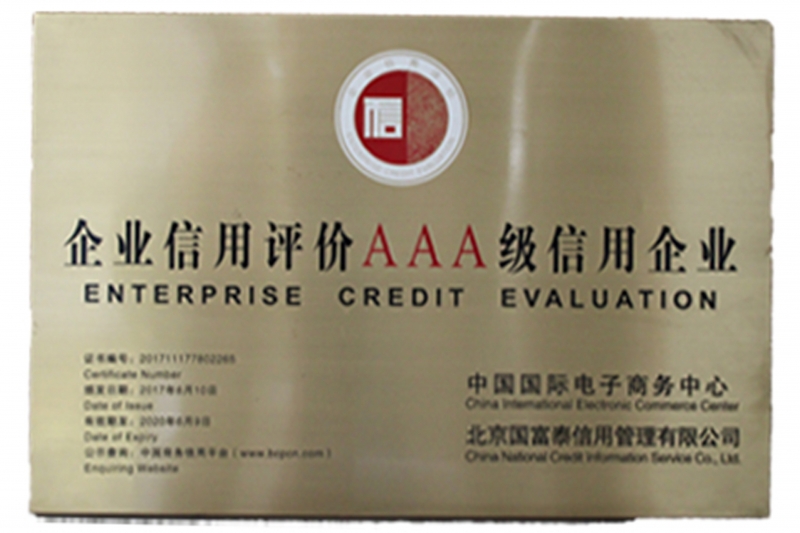 信
企业信用评价AAA级信用企业
ENTERPRISE CREDIT EVALUATION
证书编号：201711177802265
Certificate Number
颁发日期：2017年6月10日
Date of Issue
有效期至：2020年6月9日
Date of Expiry
公示查询：中国商务信用平台（www.bcpcn.com）
Enquiring Website
中国国际电子商务中心
China International Electronic Commerce Center
北京国富泰信用管理有限公司
China National Credit Information Service Co., Ltd.